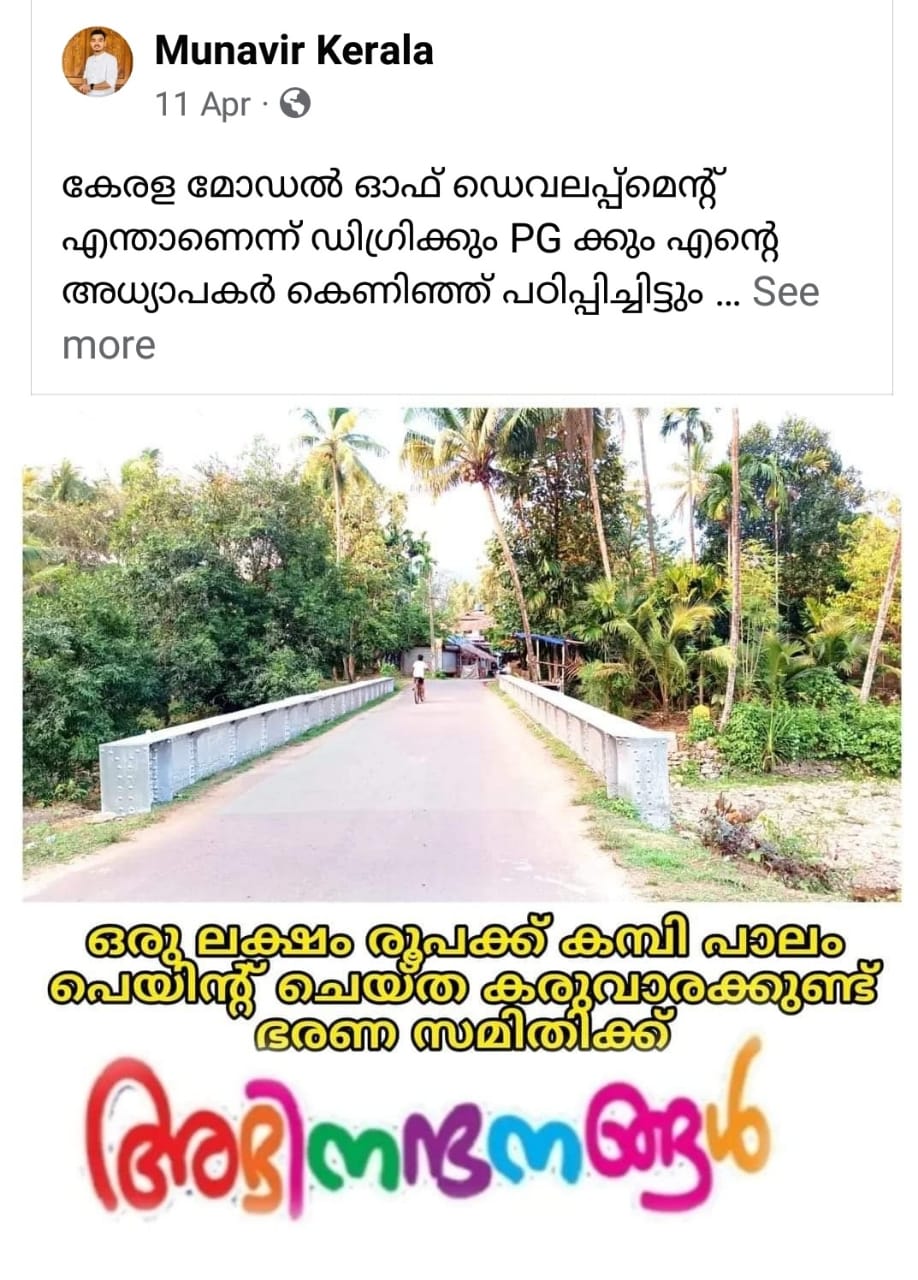 Munavir Kerala
11 Apr ·
കേരള മോഡൽ ഓഫ് ഡെവലപ്പ്മെന്റ്
എന്താണെന്ന് ഡിഗ്രിക്കും PG ക്കും എന്റെ
അധ്യാപകർ കെണിഞ്ഞ് പഠിപ്പിച്ചിട്ടും ... See
more
ഒരു ലക്ഷം രൂപക്ക് കമ്പി പാലം
പെയിന്റ് ചെയ്ത കരുവാരക്കുണ്ട്
ഭരണ സമിതിക്ക്
അഭിനന്ദനങ്ങൾ